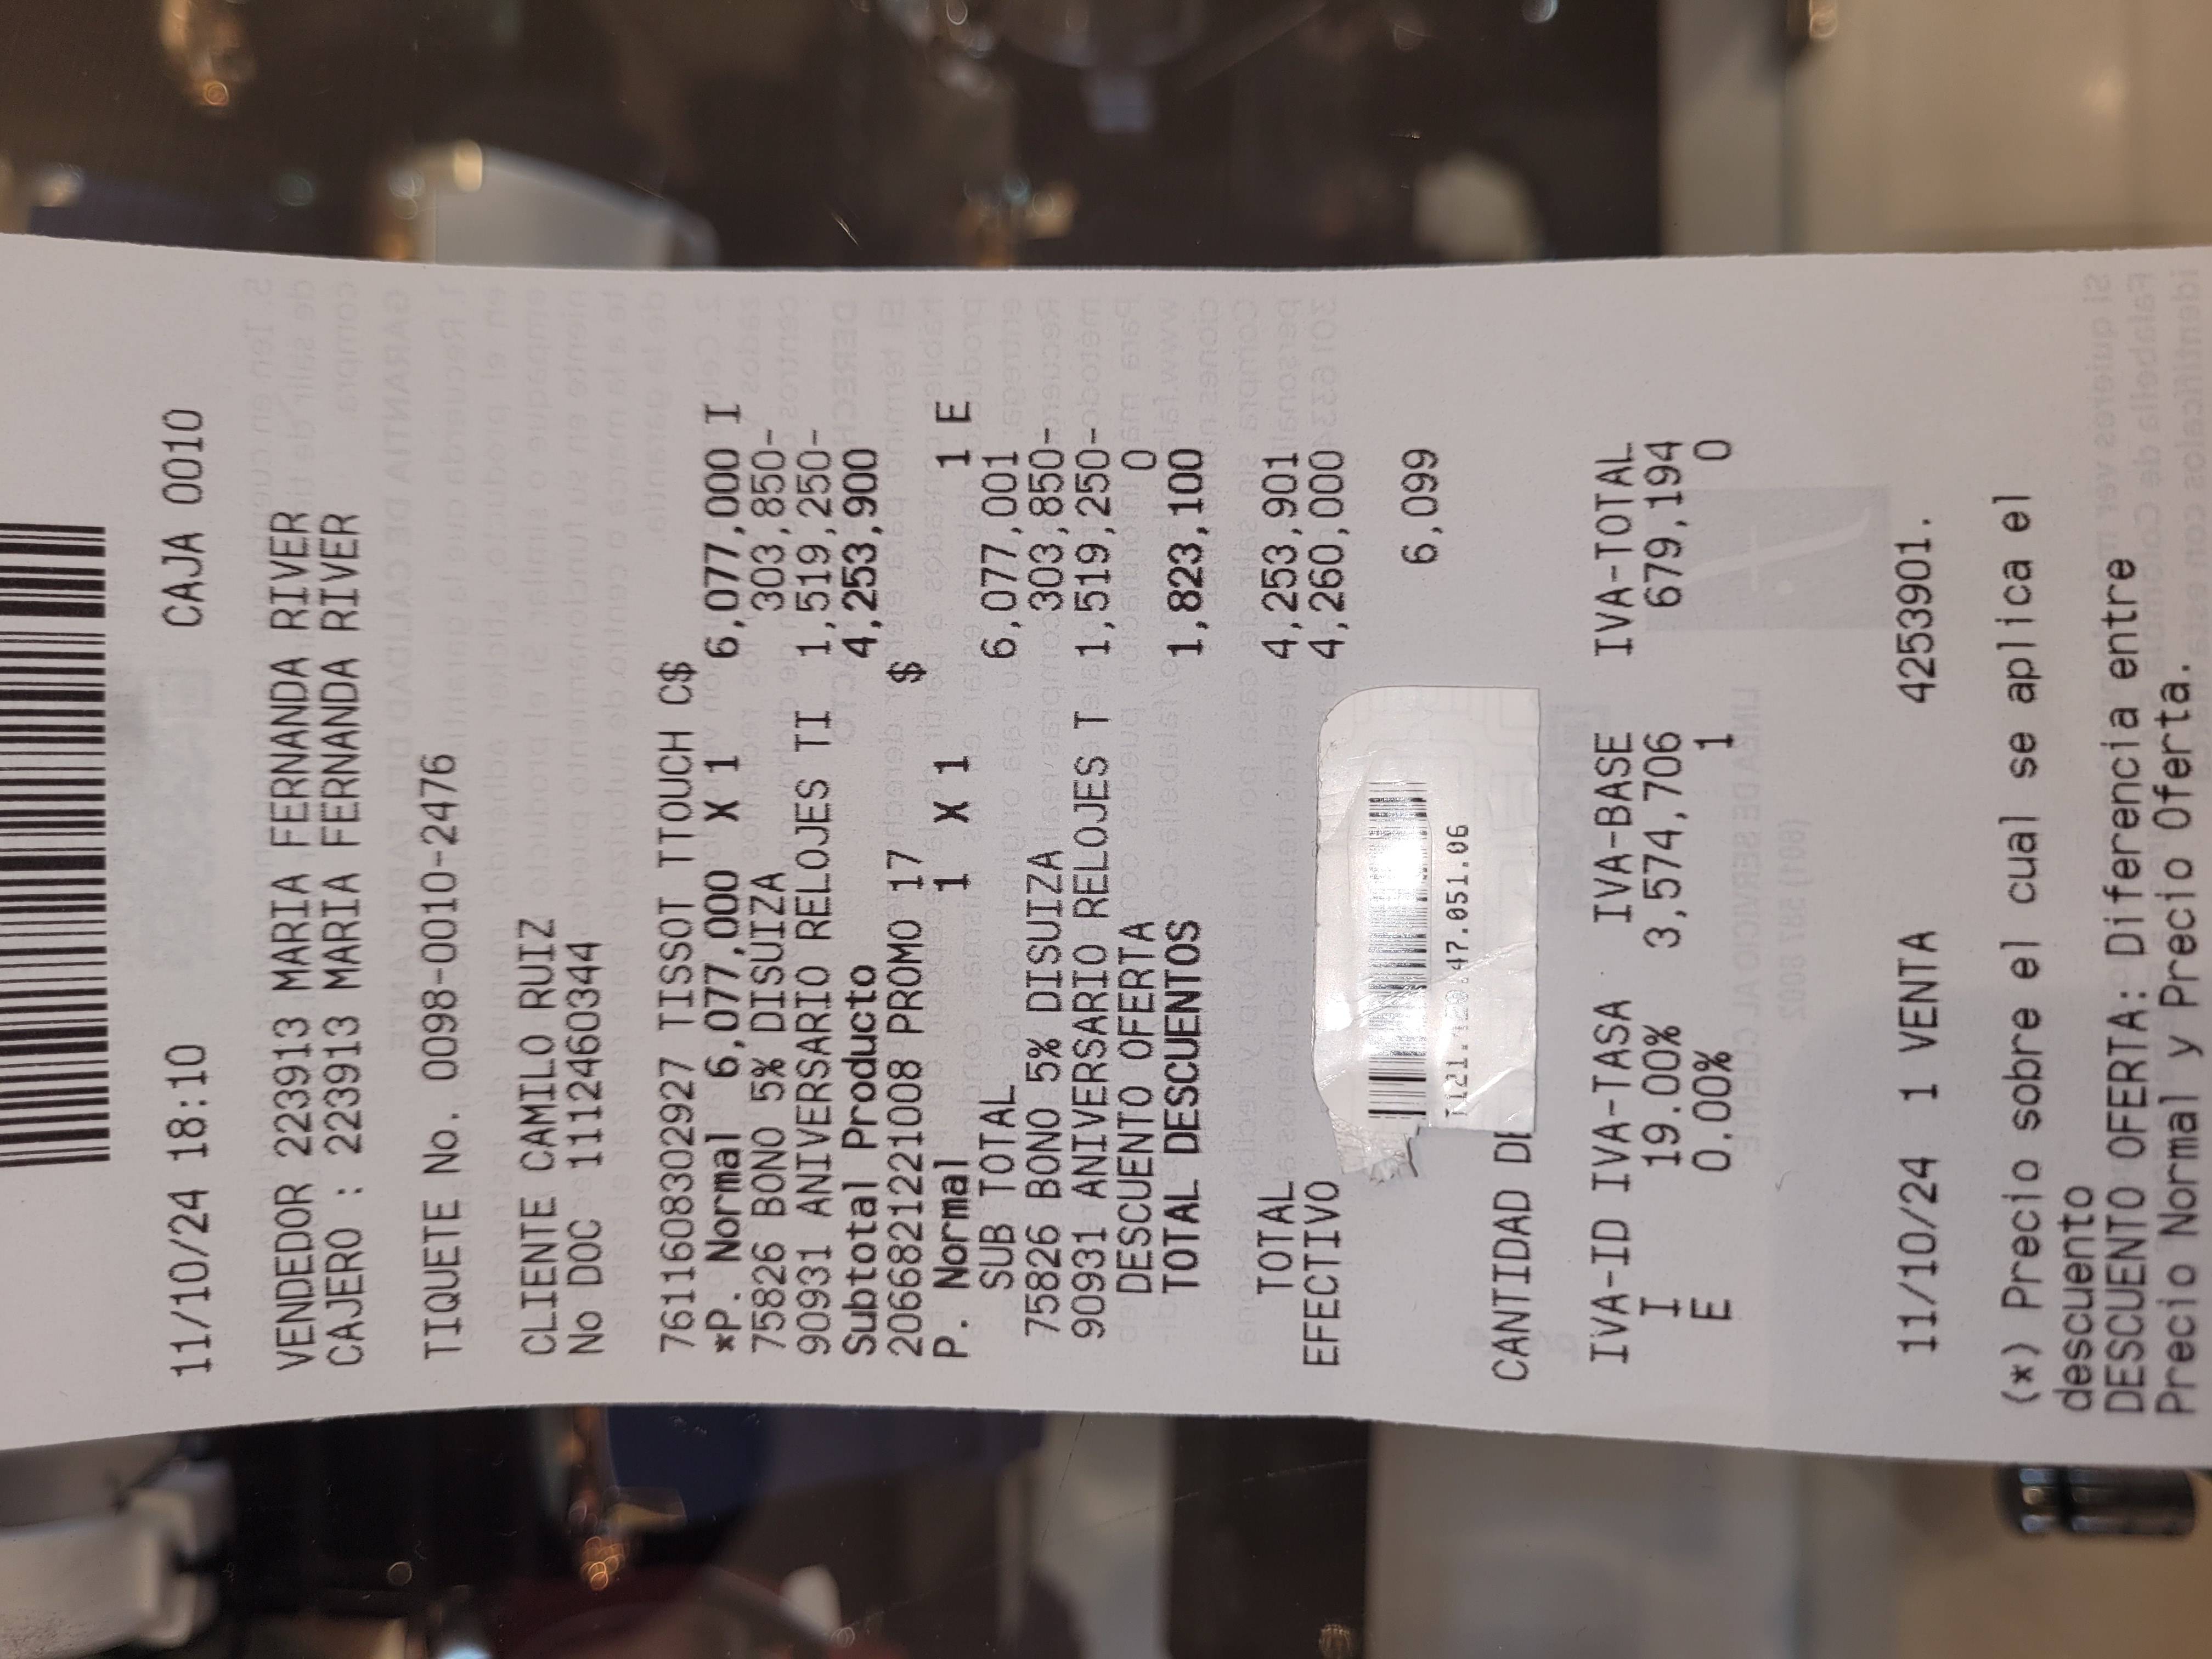 11/10/24 18:10 CAJA 0010
VENDEDOR 223913 MARIA FERNANDA RIVER
CAJERO : 223913 MARIA FERNANDA RIVER
TIQUETE No. 0098-0010-2476
CLIENTE CAMILO RUIZ
No DOC 1112460344
7611608302927 TISSOT TTOUCH C$
*P. Normal 6,077,000 X 1 6,077,000 I
75826 BONO 5% DISUIZA 303,850-
90931 ANIVERSARIO RELOJES TI 1,519,250-
Subtotal Producto 4,253,900
2066821221008 PROMO 17 $
P. Normal 1 X 1 1 E
SUB TOTAL 6,077,001
75826 BONO 5% DISUIZA 303,850-
90931 ANIVERSARIO RELOJES T 1,519,250-
DESCUENTO OFERTA 0
TOTAL DESCUENTOS 1,823,100
TOTAL 4,253,901
EFECTIVO 4,260,000
6,099
47.051.06
CANTIDAD
IVA-ID IVA-TASA IVA-BASE IVA-TOTAL
I 19.00% 3,574,706 679,194
E 0.00% 1 0
11/10/24 1 VENTA 4253901.
(*) Precio sobre el cual se aplica el
descuento
DESCUENTO OFERTA: Diferencia entre
Precio Normal y Precio Oferta.